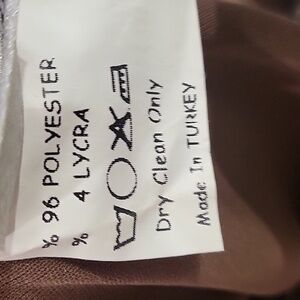 % 96 POLYESTER
% 4 LYCRA
Dry Clean Only
Made In TURKEY